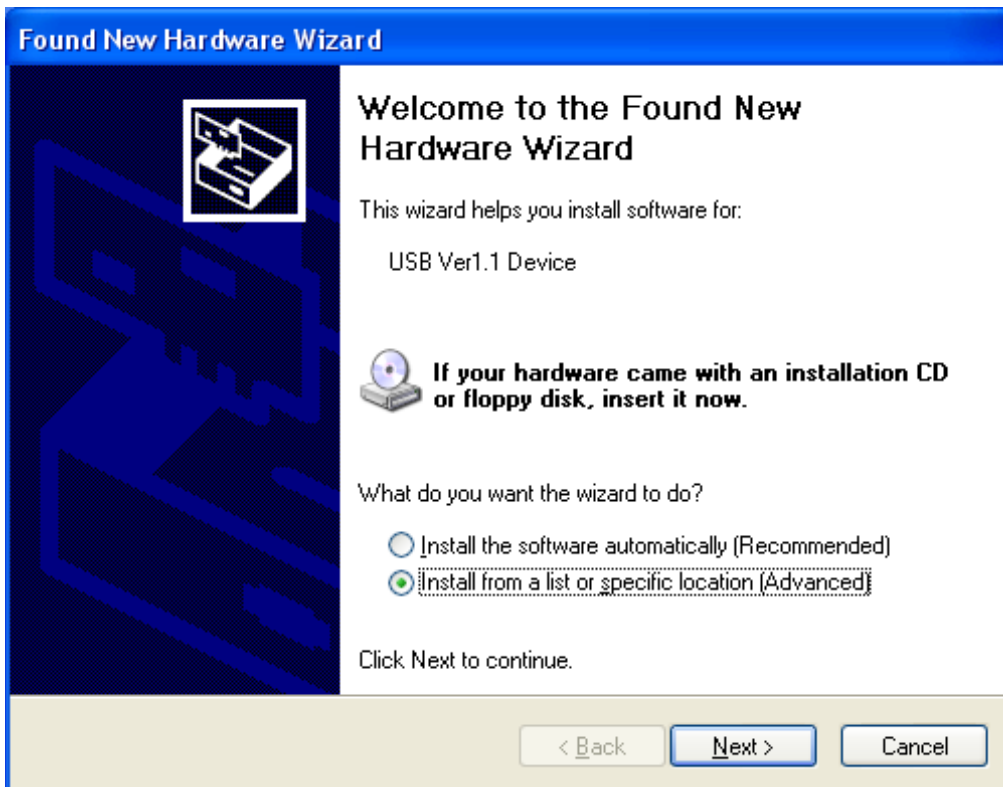 Found New Hardware Wizard
Welcome to the Found New
Hardware Wizard
This wizard helps you install software for:
USB Ver1.1 Device
If your hardware came with an installation CD
or floppy disk, insert it now.
What do you want the wizard to do?
Install the software automatically (Recommended)
Install from a list or specific location (Advanced)
Click Next to continue.
< Back Next > Cancel